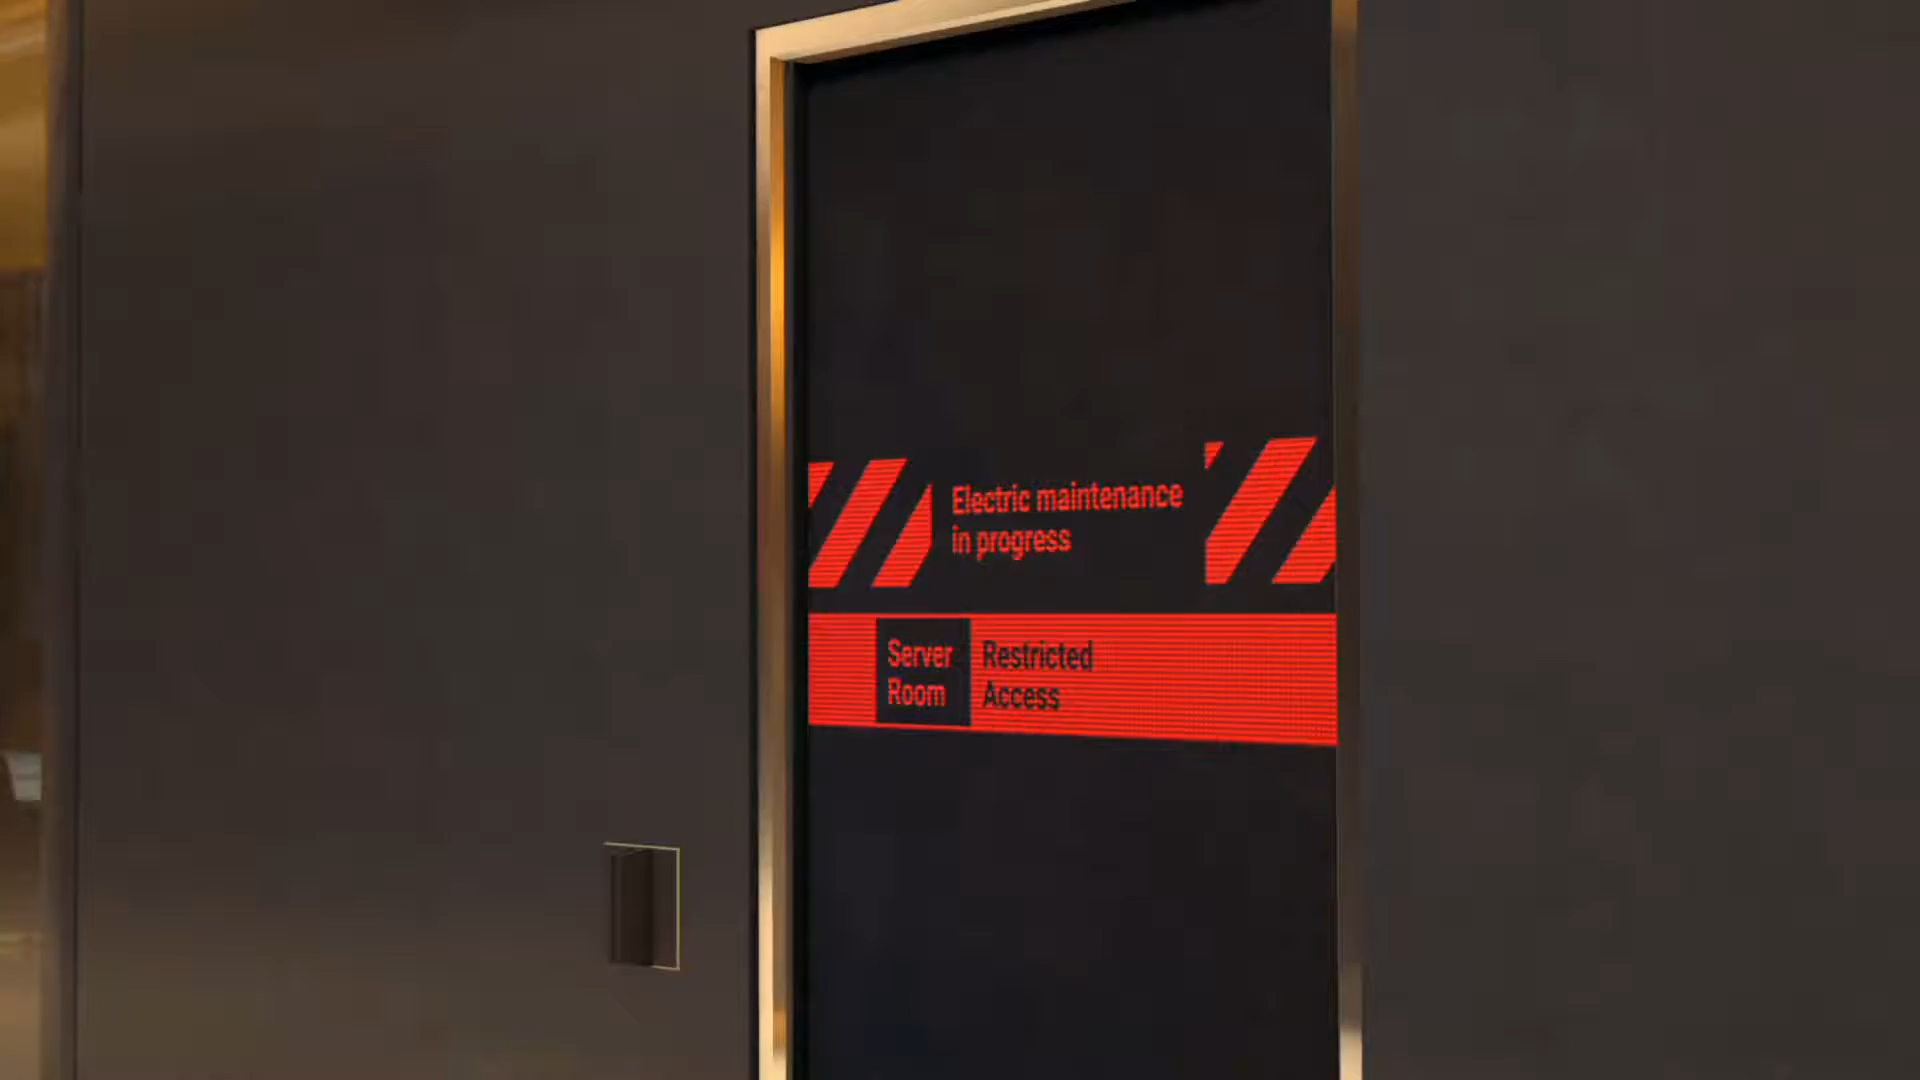 Electric maintenance
in progress
Server
Room
Restricted
Access